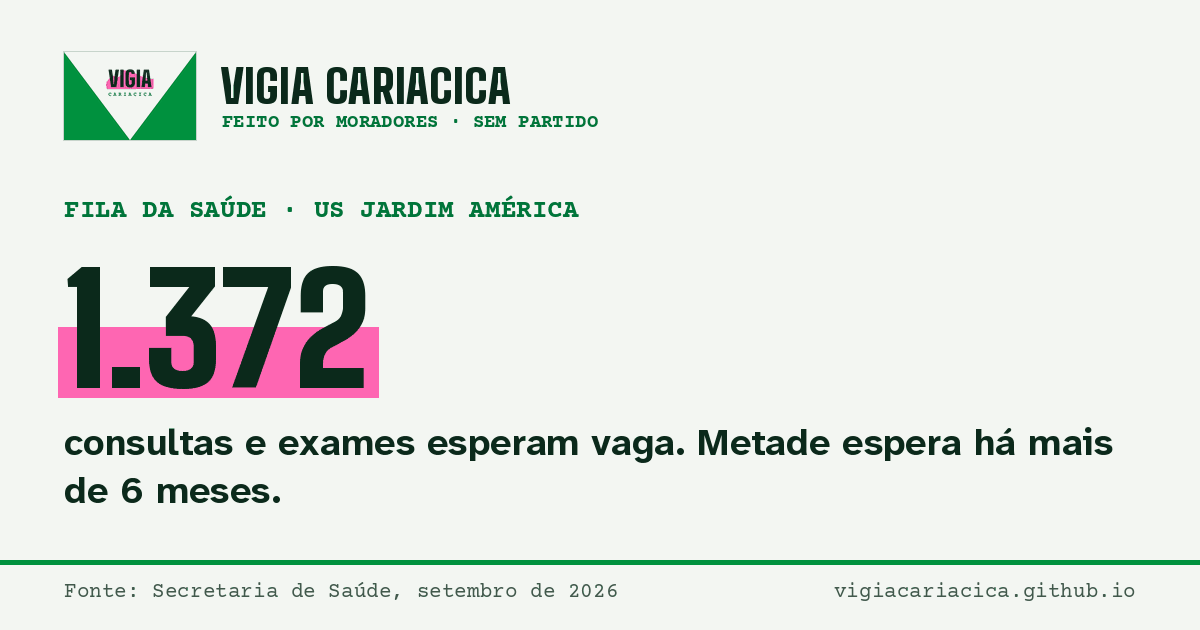 VIGIA
CARIACICA
VIGIA CARIACICA
FEITO POR MORADORES · SEM PARTIDO
FILA DA SAÚDE · US JARDIM AMÉRICA
1.372
consultas e exames esperam vaga. Metade espera há mais
de 6 meses.
Fonte: Secretaria de Saúde, setembro de 2026
vigiacariacica.github.io